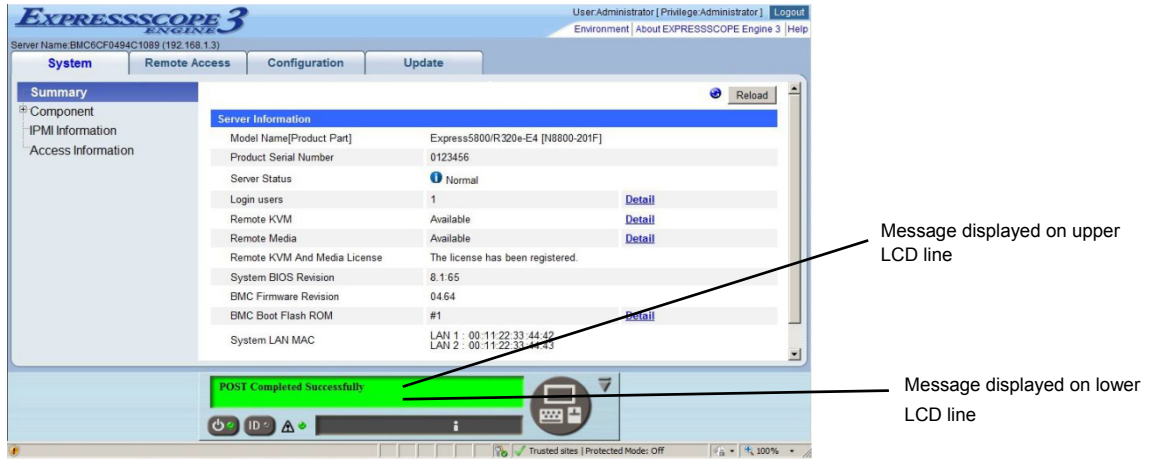 EXPRESSSCOPE
ENGINE 3
User:Administrator [ Privilege:Administrator ] Logout
Environment | About EXPRESSSCOPE Engine 3 | Help
Server Name:BMC6CF0494C1089 (192.168.1.3)
System Remote Access Configuration Update
Summary
Component
IPMI Information
Access Information
Reload
Server Information
Model Name[Product Part] Express5800/R320e-E4 [N8800-201F]
Product Serial Number 0123456
Server Status Normal
Login users 1 Detail
Remote KVM Available Detail
Remote Media Available Detail
Remote KVM And Media License The license has been registered.
System BIOS Revision 8.1:65
BMC Firmware Revision 04.64
BMC Boot Flash ROM #1 Detail
System LAN MAC LAN 1 : 00:11:22:33:44:42
LAN 2 : 00:11:22:33:44:43
Message displayed on upper
LCD line
POST Completed Successfully
Message displayed on lower
LCD line
ID
Trusted sites | Protected Mode: Off 100%